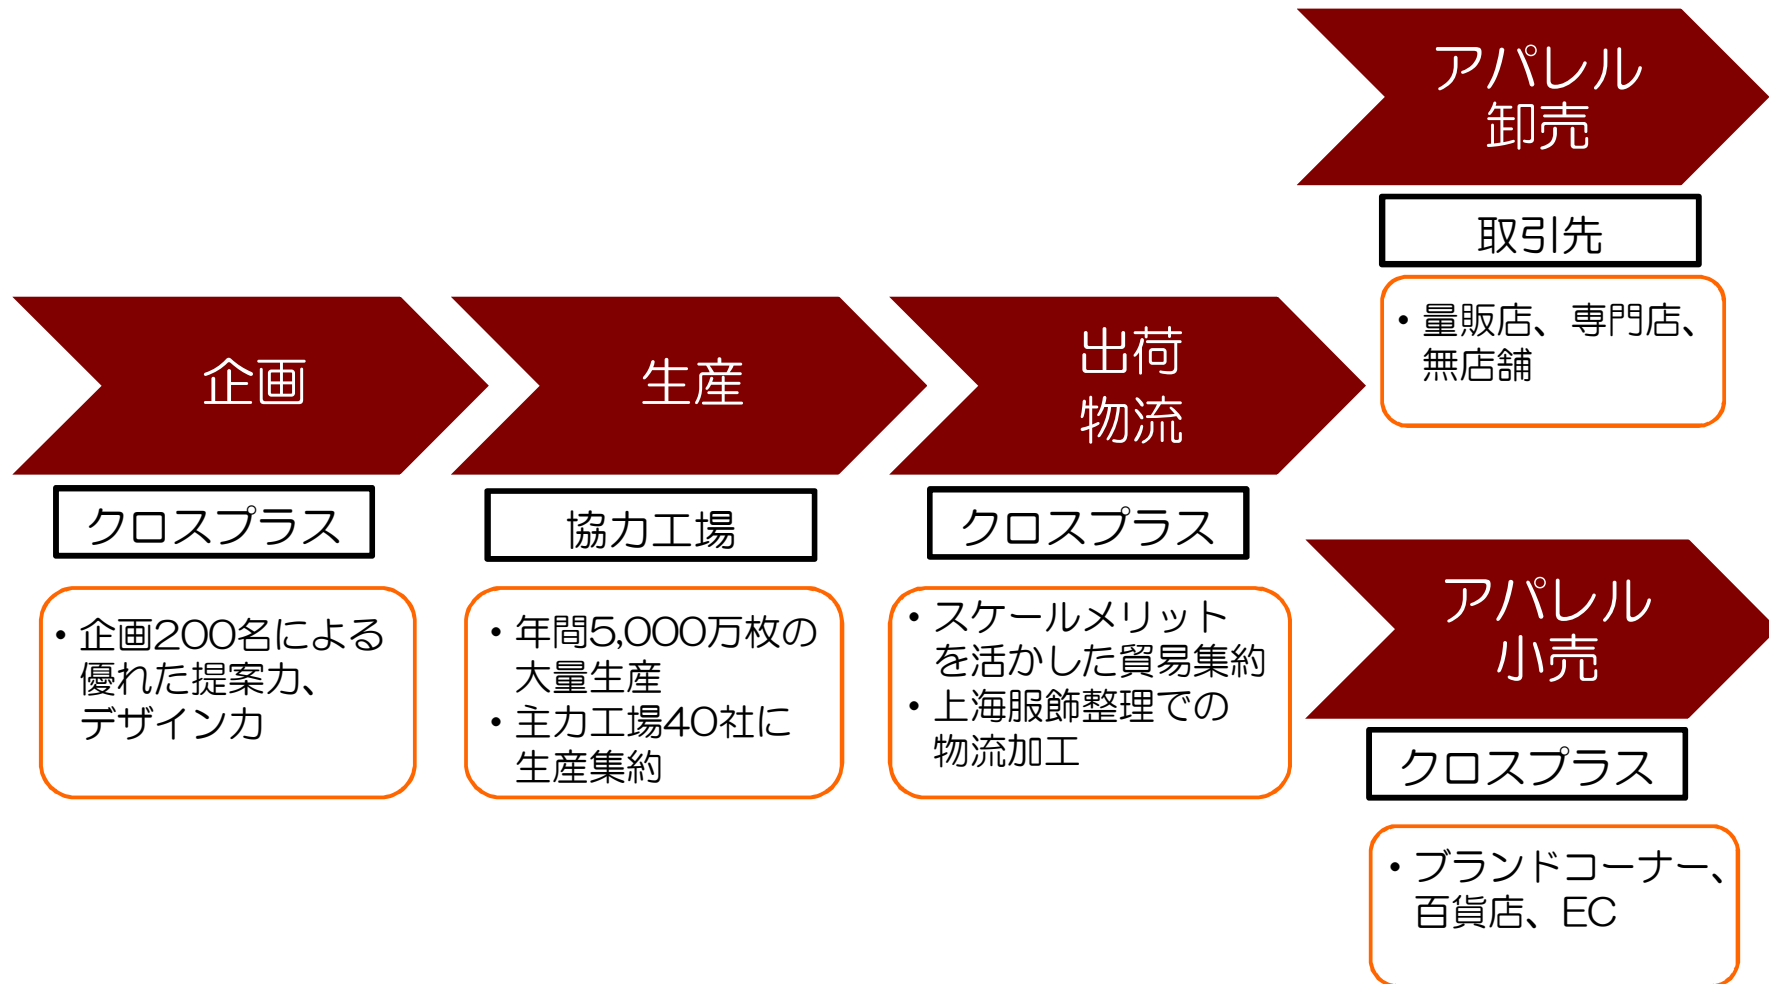 企画
クロスプラス
・企画200名による
優れた提案力、
デザイン力
生産
協力工場
・年間5,000万枚の
大量生産
・主力工場40社に
生産集約
出荷
物流
クロスプラス
・スケールメリット
を活かした貿易集約
・上海服飾整理での
物流加工
アパレル
卸売
取引先
・量販店、専門店、
無店舗
アパレル
小売
クロスプラス
・ブランドコーナー、
百貨店、EC